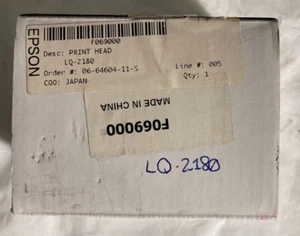 EPSON
F069000
Desc: PRINT HEAD
LQ-2180
Order #: 06-64604-11-S
Line #: 005
COO: JAPAN
Qty: 1
MADE IN CHINA
F069000
LQ-2180